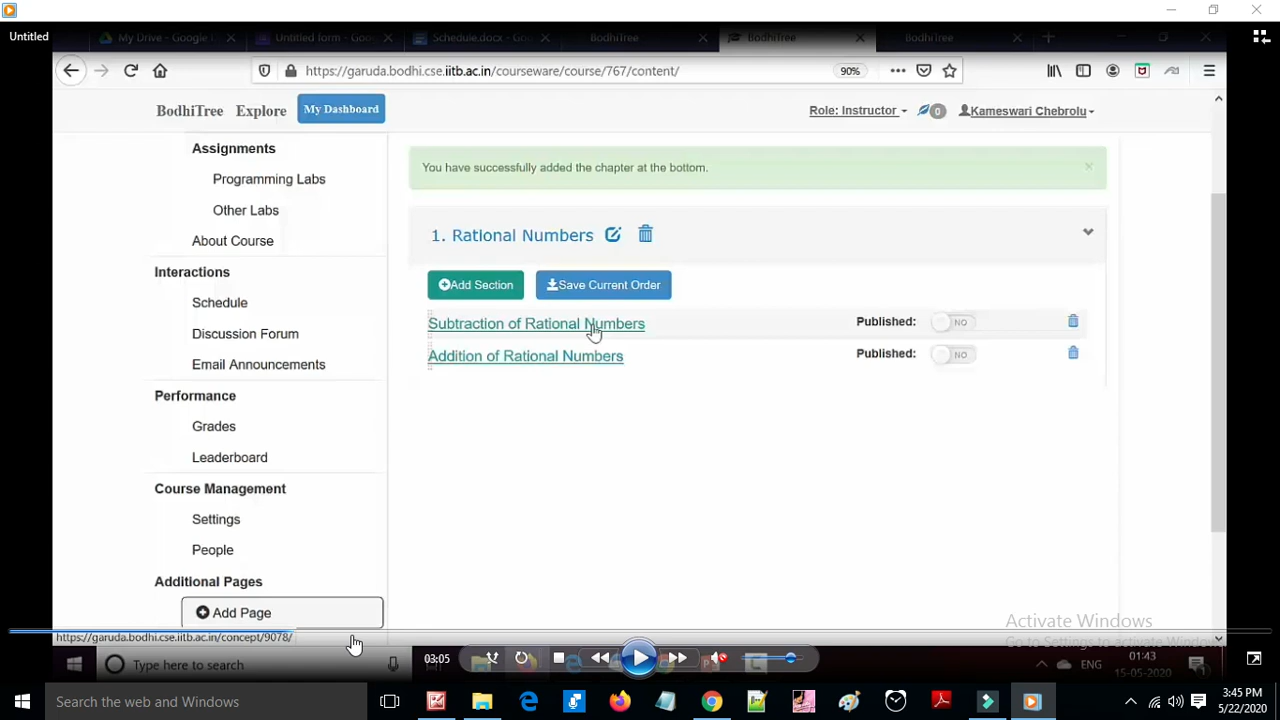 Untitled
My Drive - Google
Untitled form - Goo
Schedule.docx - Goo
BodhiTree
BodhiTree
BodhiTree
https://garuda.bodhi.cse.iitb.ac.in/courseware/course/767/content/
90%
BodhiTree
Explore
My Dashboard
Role: Instructor
0
Kameswari Chebrolu
Assignments
Programming Labs
Other Labs
About Course
Interactions
Schedule
Discussion Forum
Email Announcements
Performance
Grades
Leaderboard
Course Management
Settings
People
Additional Pages
Add Page
You have successfully added the chapter at the bottom.
1. Rational Numbers
Add Section
Save Current Order
Subtraction of Rational Numbers
Published:
NO
Addition of Rational Numbers
Published:
NO
Activate Windows
Go to Settings to activate Windows
https://garuda.bodhi.cse.iitb.ac.in/concept/9078/
Type here to search
03:05
ENG
01:43
15-05-2020
1
Search the web and Windows
3:45 PM
5/22/2020